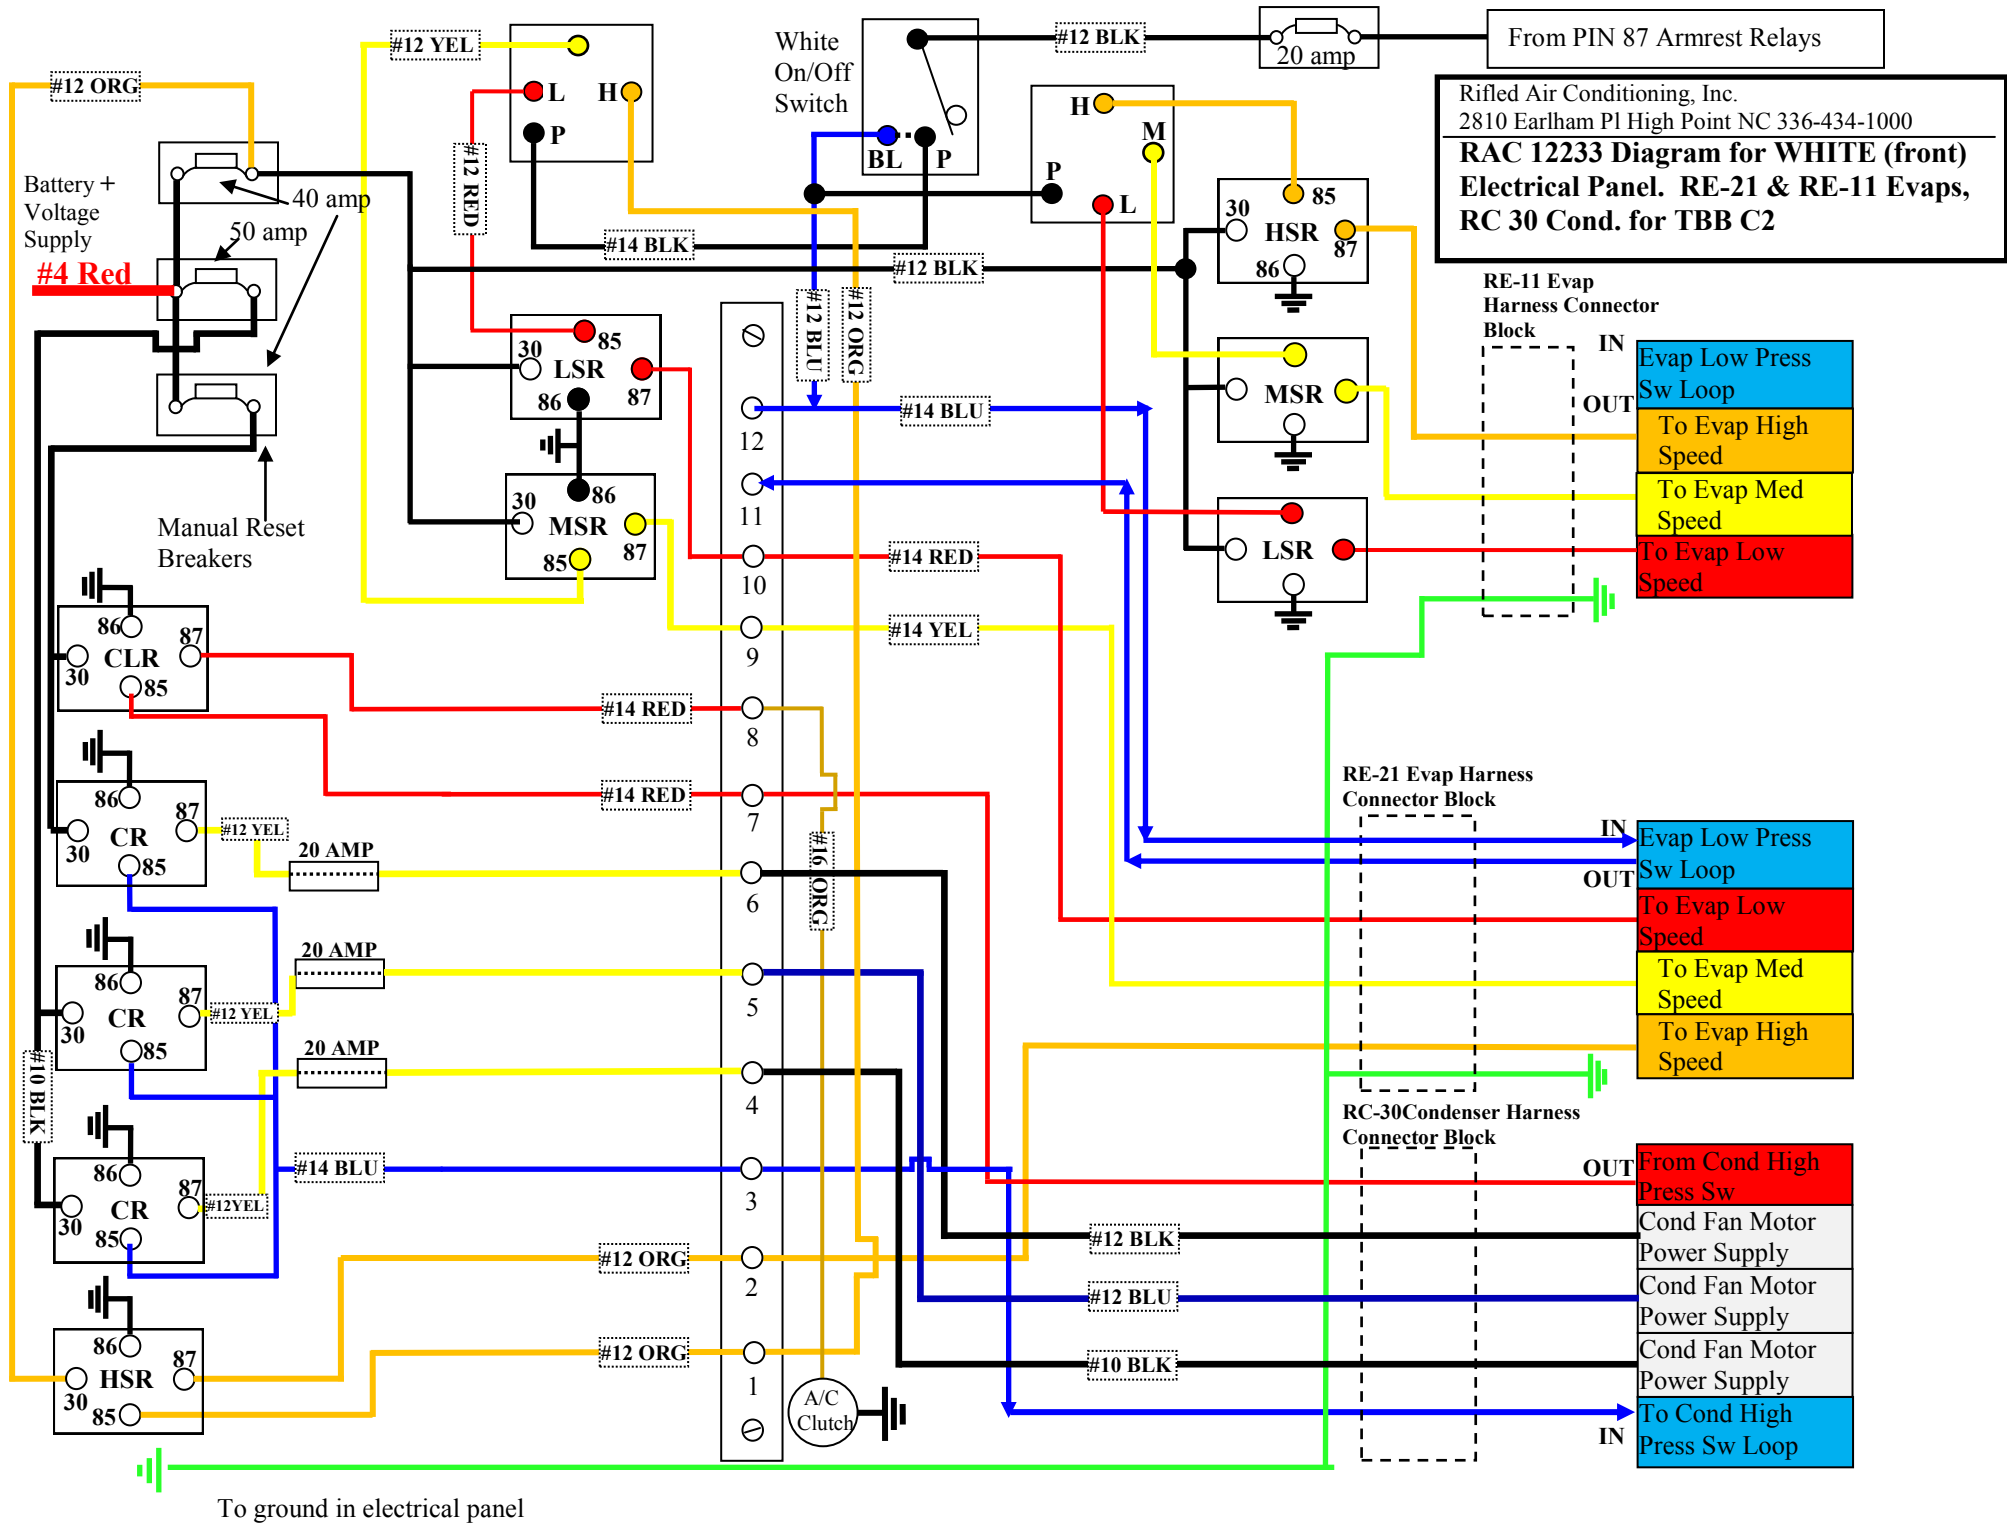 #12 YEL
White
On/Off
Switch
#12 BLK
20 amp
From PIN 87 Armrest Relays
#12 ORG
L
H
P
#12 RED
BL
P
H
M
P
L
Rifled Air Conditioning, Inc.
2810 Earlham Pl High Point NC 336-434-1000
RAC 12233 Diagram for WHITE (front)
Electrical Panel. RE-21 & RE-11 Evaps,
RC 30 Cond. for TBB C2
Battery +
Voltage
Supply
#4 Red
40 amp
50 amp
#14 BLK
#12 BLK
#12 BLU
#12 ORG
30
85
HSR
87
86
RE-11 Evap
Harness Connector
Block
IN
OUT
Evap Low Press
Sw Loop
To Evap High
Speed
To Evap Med
Speed
To Evap Low
Speed
30
85
LSR
86
87
MSR
LSR
86
30
MSR
85
87
Manual Reset
Breakers
12
#14 BLU
11
10
#14 RED
9
#14 YEL
86
87
CLR
30
85
#14 RED
8
#14 RED
7
#16 ORG
86
87
CR
30
85
#12 YEL
20 AMP
6
RE-21 Evap Harness
Connector Block
IN
OUT
Evap Low Press
Sw Loop
To Evap Low
Speed
To Evap Med
Speed
To Evap High
Speed
86
87
CR
30
85
#12 YEL
20 AMP
5
20 AMP
4
#10 BLK
86
87
CR
30
85
#12YEL
#14 BLU
3
RC-30Condenser Harness
Connector Block
OUT
From Cond High
Press Sw
Cond Fan Motor
Power Supply
Cond Fan Motor
Power Supply
Cond Fan Motor
Power Supply
To Cond High
Press Sw Loop
IN
#12 BLK
#12 BLU
#10 BLK
#12 ORG
2
#12 ORG
1
86
87
HSR
30
85
A/C
Clutch
To ground in electrical panel